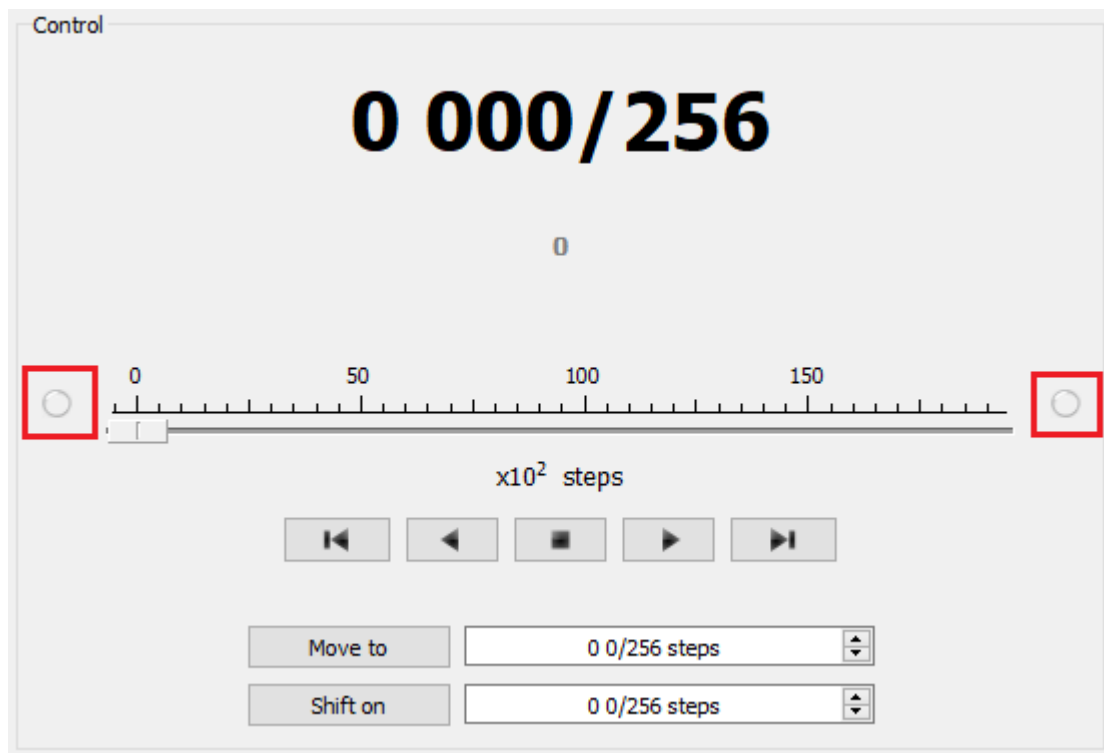 Control
0 000/256
0
0 50 100 150
x10² steps
Move to 0 0/256 steps
Shift on 0 0/256 steps